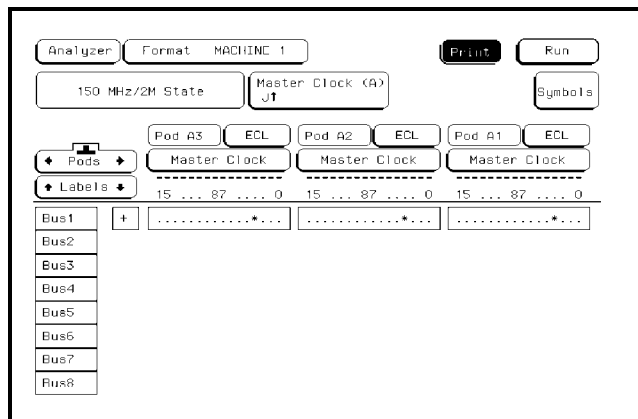 Analyzer Format MACHINE 1 Print Run
150 MHz/2M State Master Clock (A) Symbols
J↑
Pod A3 ECL Pod A2 ECL Pod A1 ECL
← Pods → Master Clock Master Clock Master Clock
↑ Labels ↓
15 ... 87 .... 0 15 ... 87 .... 0 15 ... 87 .... 0
Bus1 + ............*... ............*... ............*...
Bus2
Bus3
Bus4
Bus5
Bus6
Bus7
Bus8